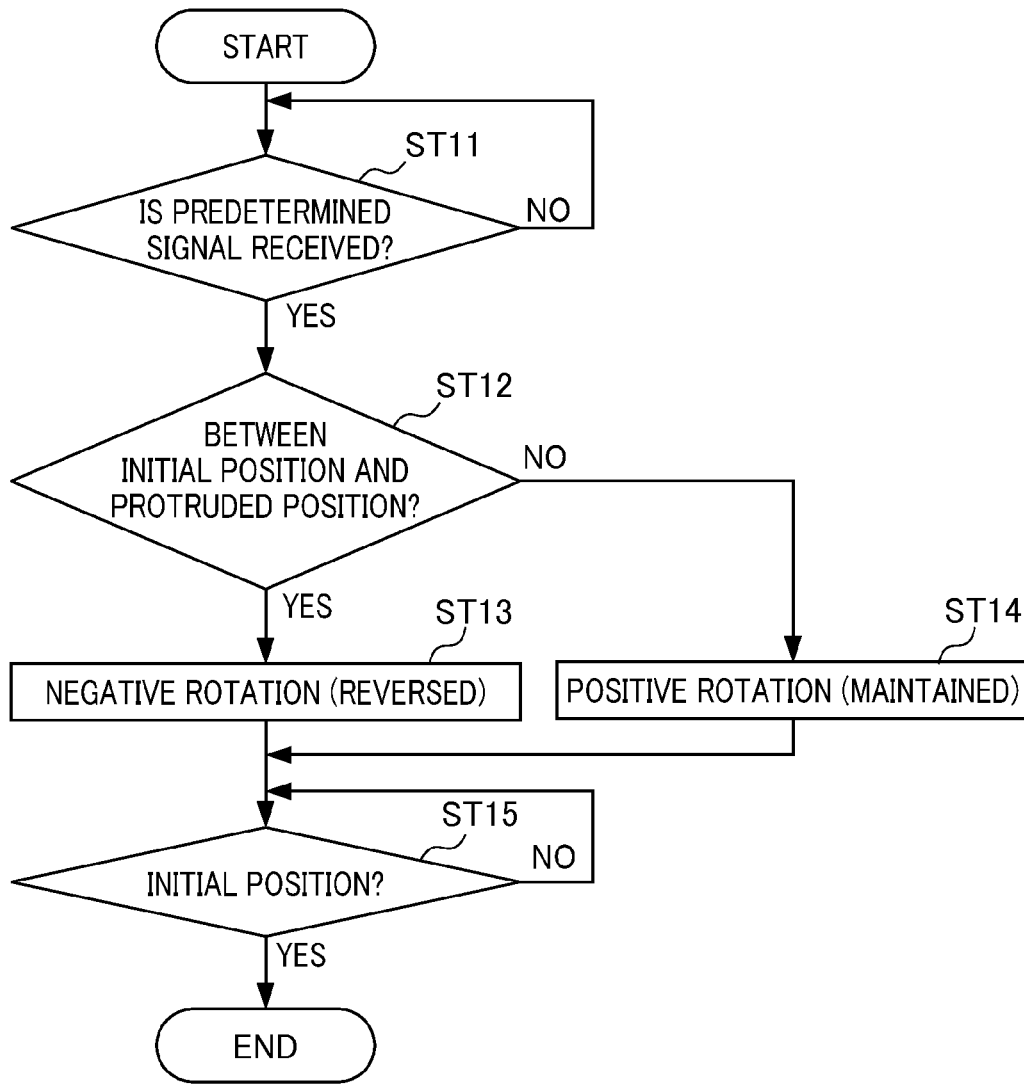 START
ST11
IS PREDETERMINED
SIGNAL RECEIVED?
NO
YES
ST12
BETWEEN
INITIAL POSITION AND
PROTRUDED POSITION?
NO
YES
ST13
NEGATIVE ROTATION (REVERSED)
ST14
POSITIVE ROTATION (MAINTAINED)
ST15
INITIAL POSITION?
NO
YES
END